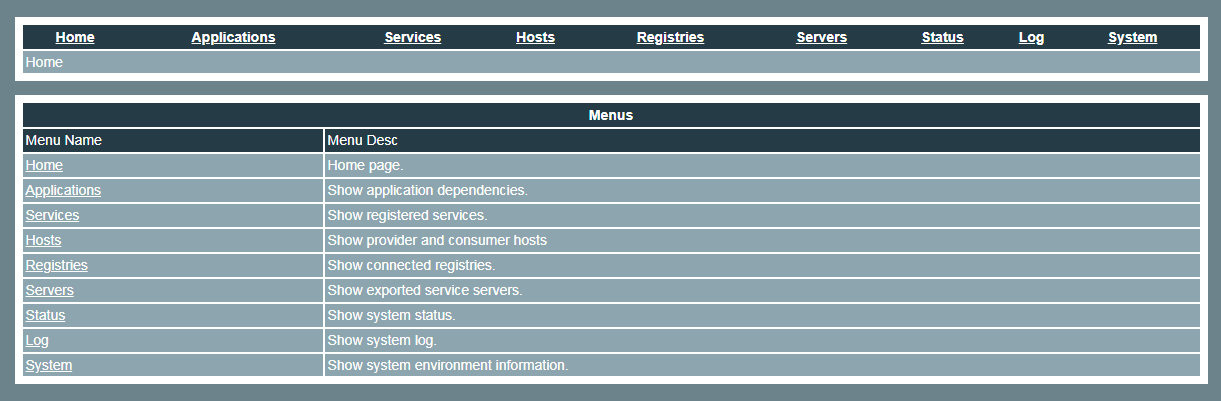 Home Applications Services Hosts Registries Servers Status Log System
Home
Menus
Menu Name Menu Desc
Home Home page.
Applications Show application dependencies.
Services Show registered services.
Hosts Show provider and consumer hosts
Registries Show connected registries.
Servers Show exported service servers.
Status Show system status.
Log Show system log.
System Show system environment information.